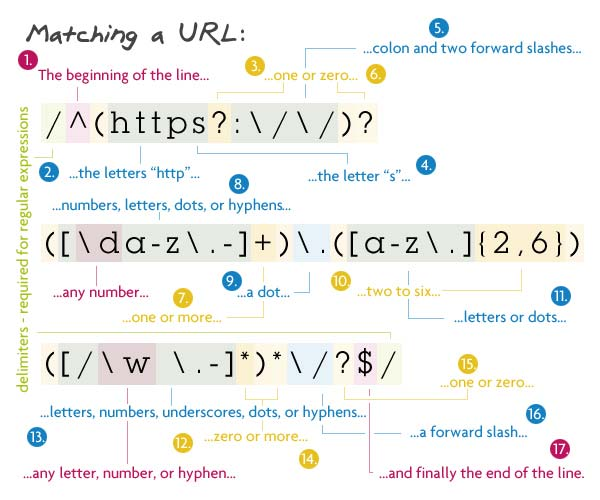 Matching a URL:
5.
...colon and two forward slashes...
1.
The beginning of the line...
3.
...one or zero...
6.
/^(https?:\/\/)?
2.
...the letters “http”...
...the letter “s”...
4.
8.
...numbers, letters, dots, or hyphens...
([\da-z\.-]+)\.([a-z\.]{2,6})
...any number...
9.
...a dot...
10.
...two to six...
11.
7.
...one or more...
...letters or dots...
delimiters - required for regular expressions
([/\w \.-]*)*\/?$/
15.
...one or zero...
...letters, numbers, underscores, dots, or hyphens...
16.
13.
12.
...zero or more...
...a forward slash...
14.
17.
...any letter, number, or hyphen...
...and finally the end of the line.